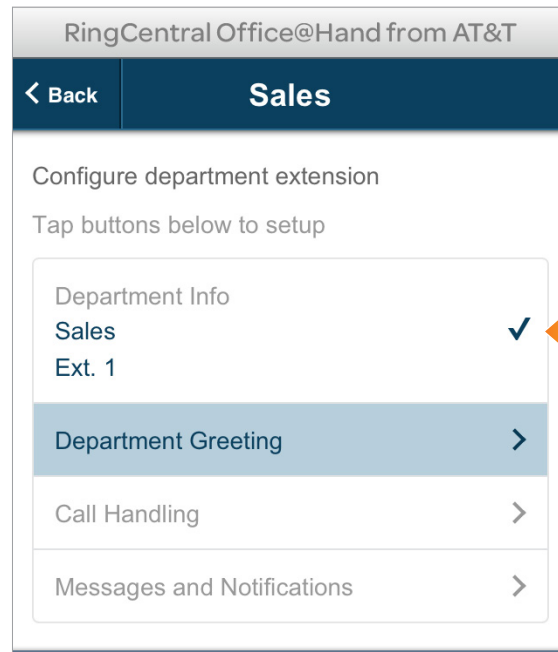 RingCentral Office@Hand from AT&T
Back
Sales
Configure department extension
Tap buttons below to setup
Department Info
Sales
Ext. 1
Department Greeting
Call Handling
Messages and Notifications